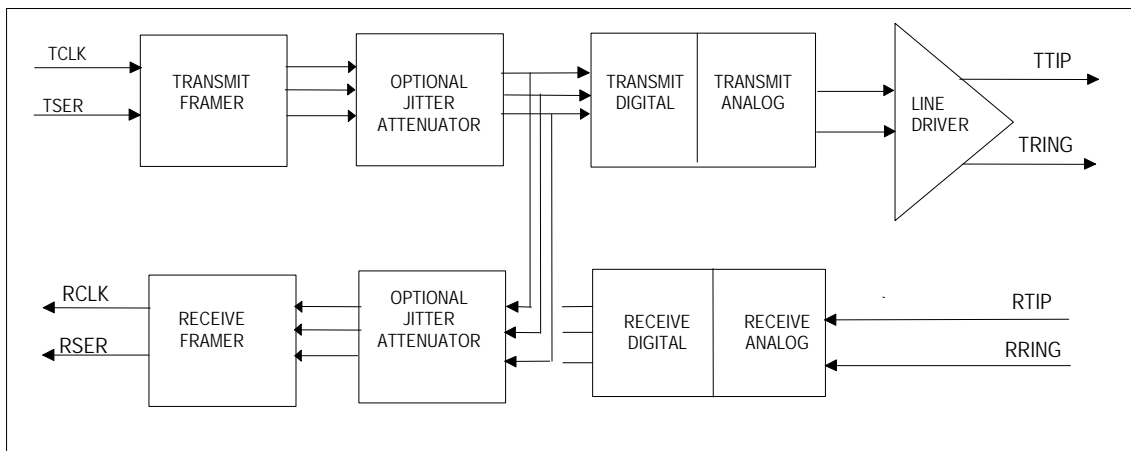 TCLK
TSER
TRANSMIT
FRAMER
OPTIONAL
JITTER
ATTENUATOR
TRANSMIT
DIGITAL
TRANSMIT
ANALOG
LINE
DRIVER
TTIP
TRING
RCLK
RSER
RECEIVE
FRAMER
OPTIONAL
JITTER
ATTENUATOR
RECEIVE
DIGITAL
RECEIVE
ANALOG
RTIP
RRING